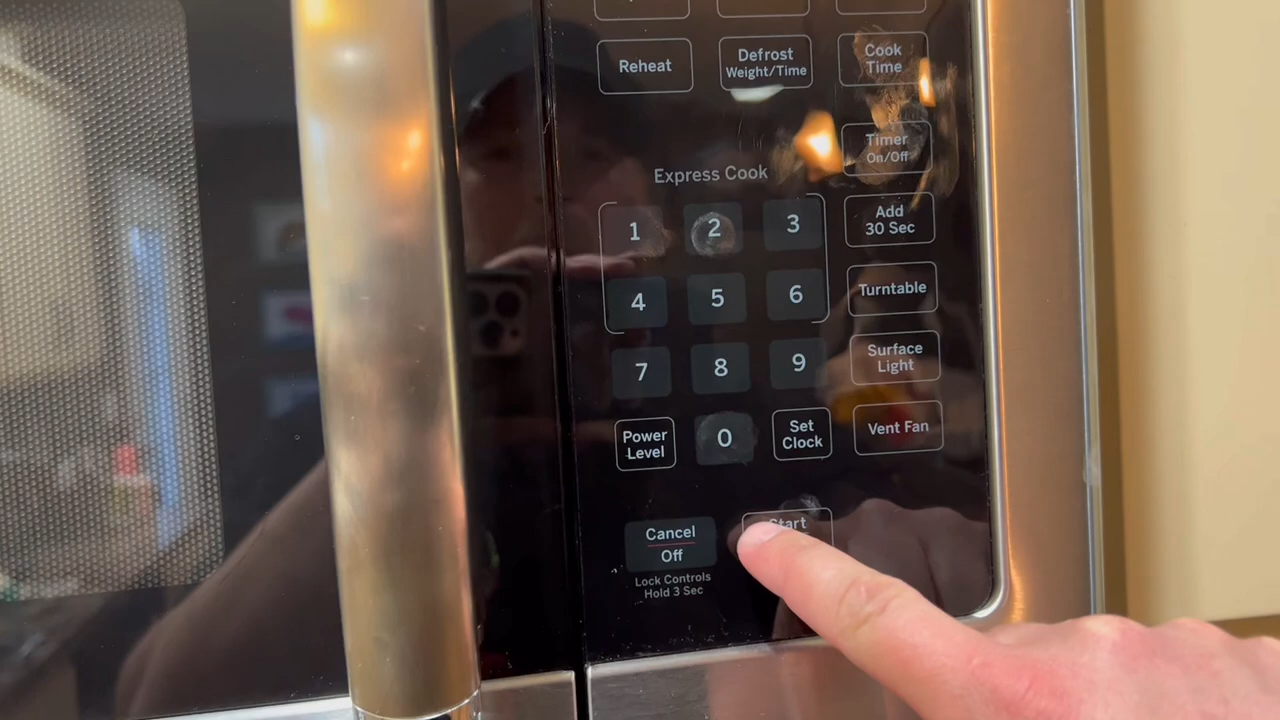 Reheat
Defrost
Weight/Time
Cook
Time
Timer
On/Off
Express Cook
1
2
3
Add
30 Sec
4
5
6
Turntable
7
8
9
Surface
Light
Power
Level
0
Set
Clock
Vent Fan
Cancel
Off
Start
Lock Controls
Hold 3 Sec